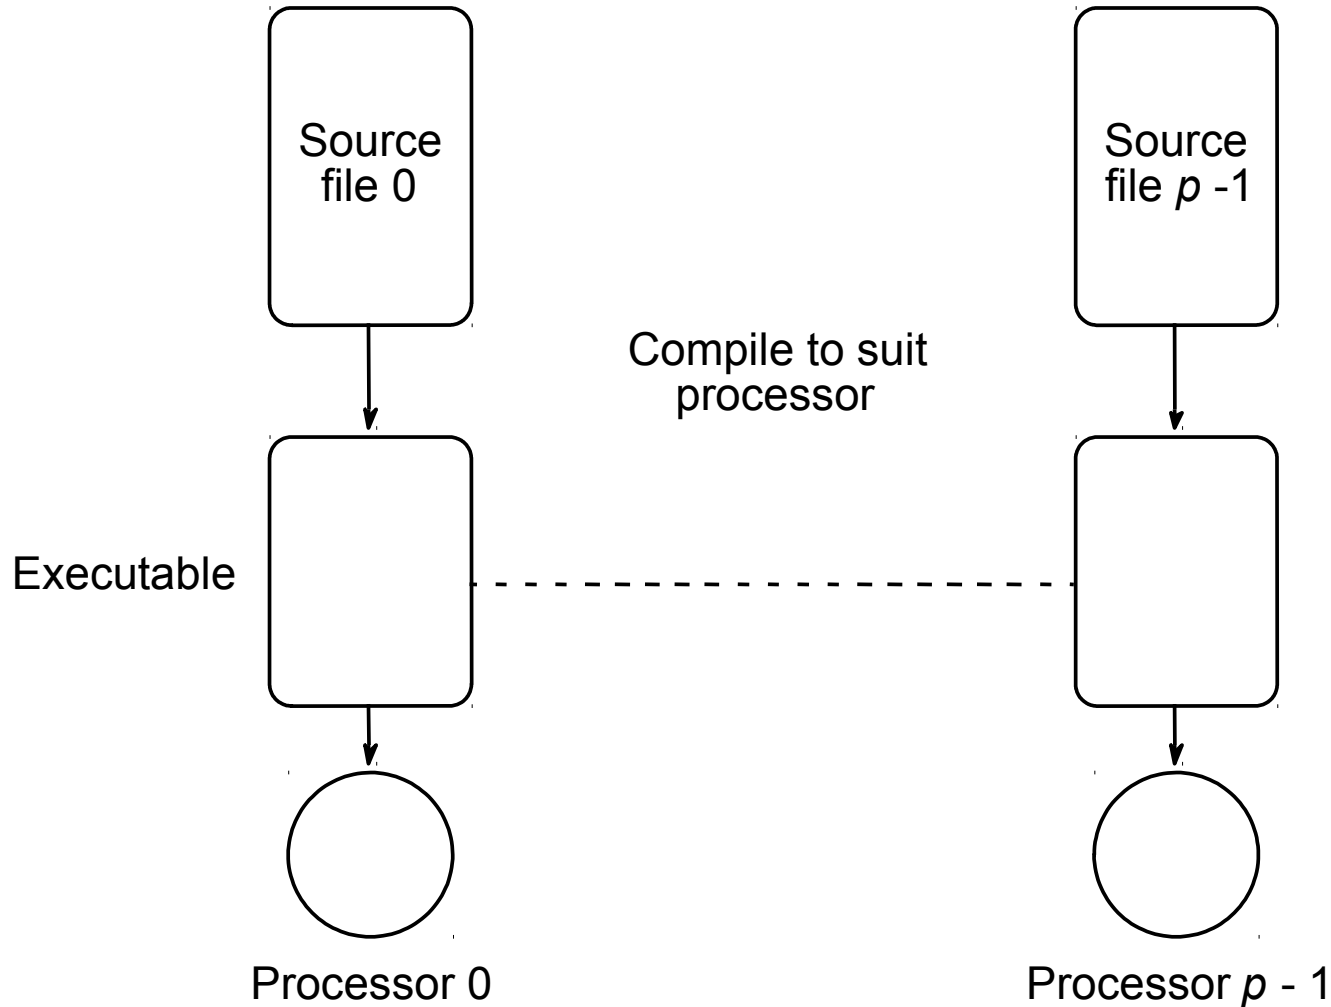 Source
file 0
Source
file p -1
Compile to suit
processor
Executable
Processor 0
Processor p - 1